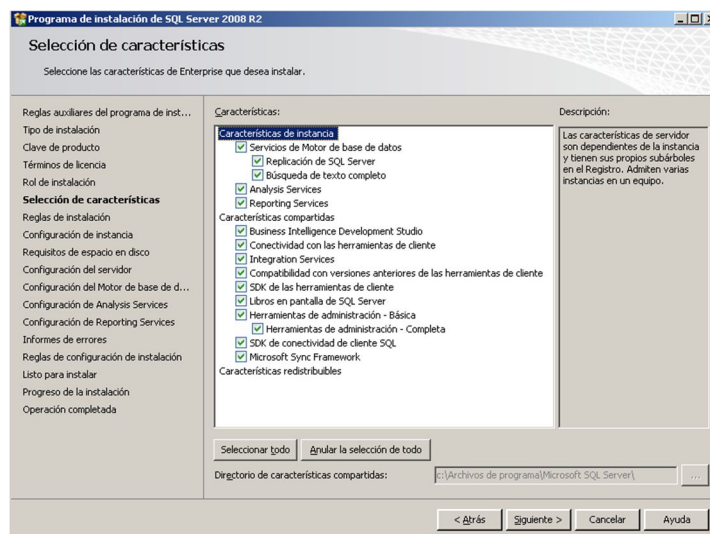 Programa de instalación de SQL Server 2008 R2
Selección de características
Seleccione las características de Enterprise que desea instalar.
Reglas auxiliares del programa de inst...
Tipo de instalación
Clave de producto
Términos de licencia
Rol de instalación
Selección de características
Reglas de instalación
Configuración de instancia
Requisitos de espacio en disco
Configuración del servidor
Configuración del Motor de base de d...
Configuración de Analysis Services
Configuración de Reporting Services
Informes de errores
Reglas de configuración de instalación
Listo para instalar
Progreso de la instalación
Operación completada
Características:
Características de instancia
Servicios de Motor de base de datos
Replicación de SQL Server
Búsqueda de texto completo
Analysis Services
Reporting Services
Características compartidas
Business Intelligence Development Studio
Conectividad con las herramientas de cliente
Integration Services
Compatibilidad con versiones anteriores de las herramientas de cliente
SDK de las herramientas de cliente
Libros en pantalla de SQL Server
Herramientas de administración - Básica
Herramientas de administración - Completa
SDK de conectividad de cliente SQL
Microsoft Sync Framework
Características redistribuibles
Descripción:
Las características de servidor
son dependientes de la instancia
y tienen sus propios subárboles
en el Registro. Admiten varias
instancias en un equipo.
Seleccionar todo
Anular la selección de todo
Directorio de características compartidas:
c:\Archivos de programa\Microsoft SQL Server\
...
< Atrás
Siguiente >
Cancelar
Ayuda